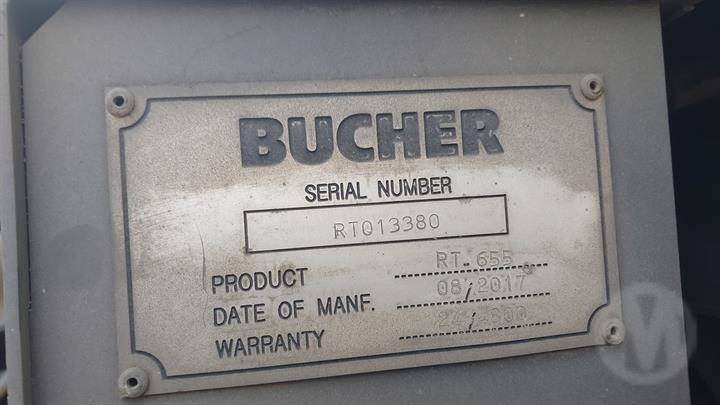 BUCHER
SERIAL NUMBER
RT013380
PRODUCT RT.655
DATE OF MANF. 08/2017
WARRANTY